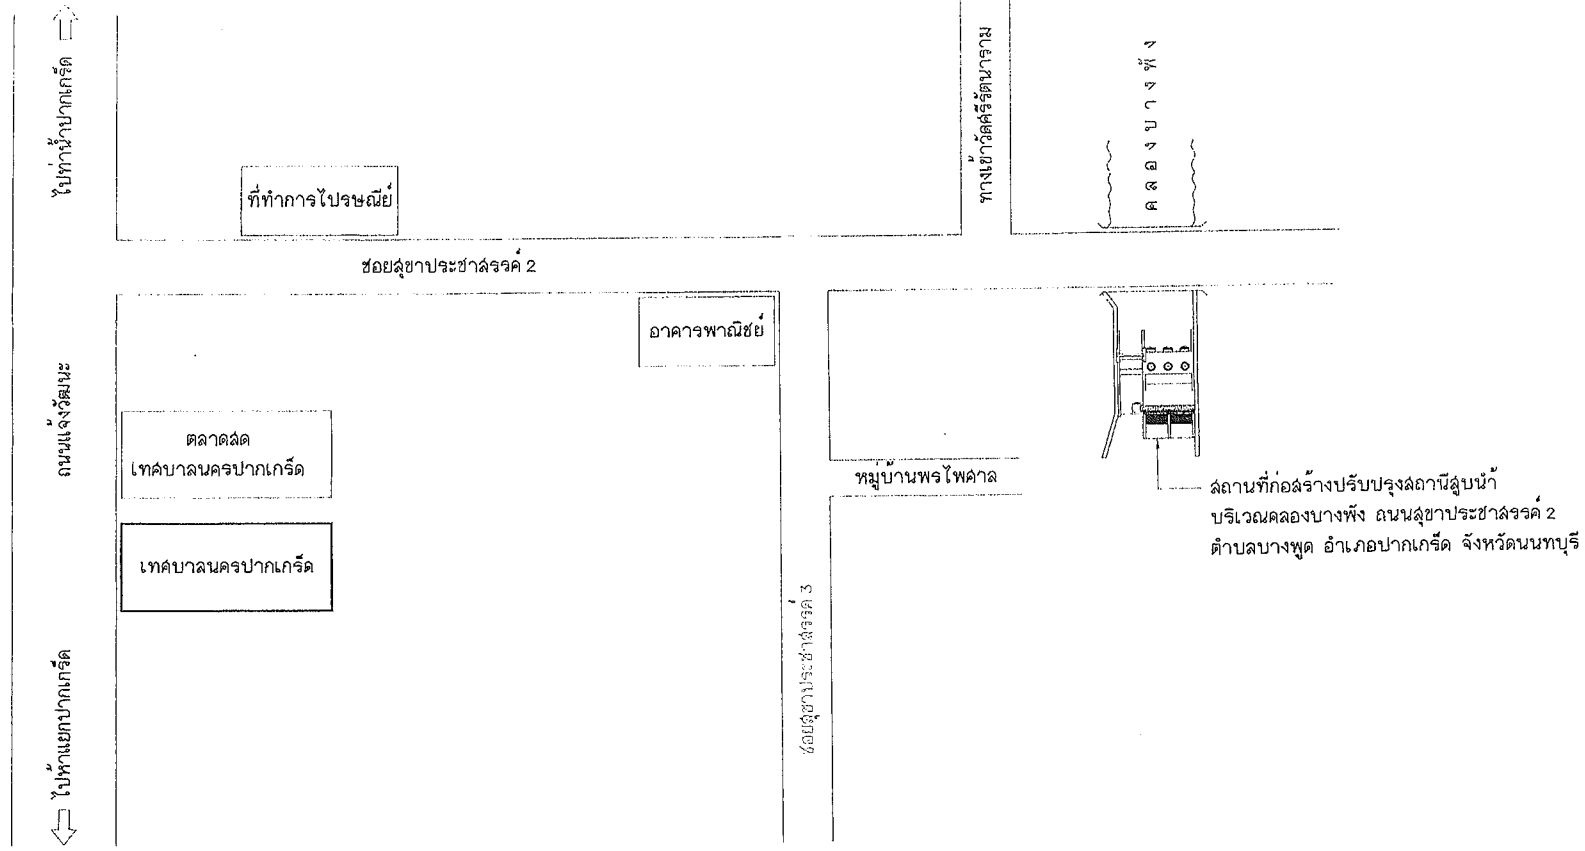 ไปท่าน้ำปากเกร็ด
ทางเข้าวัดศรีรัตนาราม
คลองบางพัง
ที่ทำการไปรษณีย์
ซอยสุขาประชาสรรค์ 2
อาคารพาณิชย์
ถนนแจ้งวัฒนะ
ตลาดสด
เทศบาลนครปากเกร็ด
หมู่บ้านพรไพศาล
สถานที่ก่อสร้างปรับปรุงสถานีสูบน้ำ
บริเวณคลองบางพัง ถนนสุขาประชาสรรค์ 2
ตำบลบางพูด อำเภอปากเกร็ด จังหวัดนนทบุรี
เทศบาลนครปากเกร็ด
ซอยสุขาประชาสรรค์ 3
ไปห้าแยกปากเกร็ด